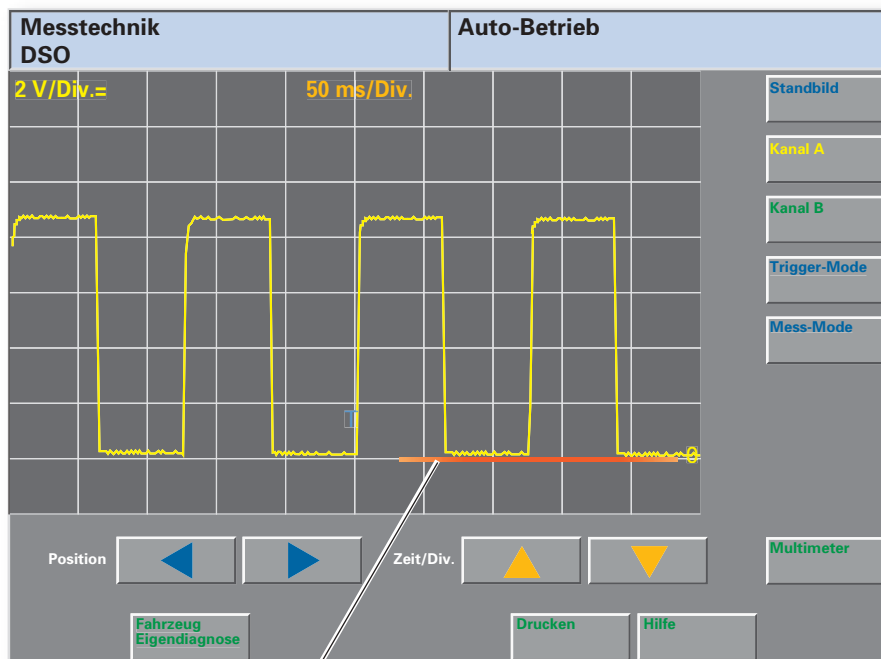 Messtechnik
DSO
Auto-Betrieb
2 V/Div.=
50 ms/Div.
Standbild
Kanal A
Kanal B
Trigger-Mode
Mess-Mode
T
0
Position
Zeit/Div.
Multimeter
Fahrzeug
Eigendiagnose
Drucken
Hilfe